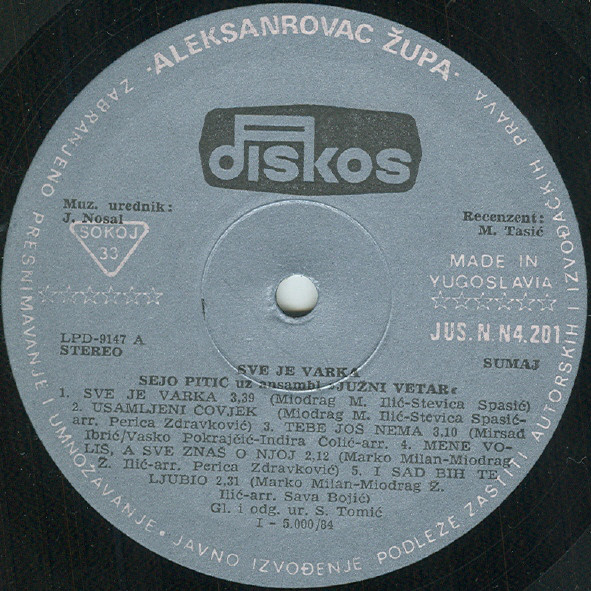 ·ALEKSANROVAC ŽUPA·
ZABRANJENO PRESNIMAVANJE I UMNOŽAVANJE • JAVNO IZVOĐENJE PODLEZE ZASTITI AUTORSKIH I IZVOĐAČKIH PRAVA
diskos
Muz. urednik:
J. Nosal
SOKOJ
33
Recenzent:
M. Tasić
MADE IN
YUGOSLAVIA
JUS. N. N4. 201
LPD-9147 A
STEREO
SUMAJ
SVE JE VARKA
SEJO PITIĆ uz ansambl »JUŽNI VETAR«
1. SVE JE VARKA 3,39 (Miodrag M. Ilić-Stevica Spasić)
2. USAMLJENI ČOVJEK (Miodrag M. Ilić-Stevica Spasić-
arr. Perica Zdravković) 3. TEBE JOŠ NEMA 3,10 (Mirsad
Ibrić/Vasko Pokrajčić-Indira Čolić-arr. 4. MENE VO-
LIŠ, A SVE ZNAŠ O NJOJ 2,12 (Marko Milan-Miodrag
Ž. Ilić-arr. Perica Zdravković) 5. I SAD BIH TE
LJUBIO 2,31 (Marko Milan-Miodrag Ž.
Ilić-arr. Sava Bojić)
Gl. i odg. ur. S. Tomić
I - 5.000/84